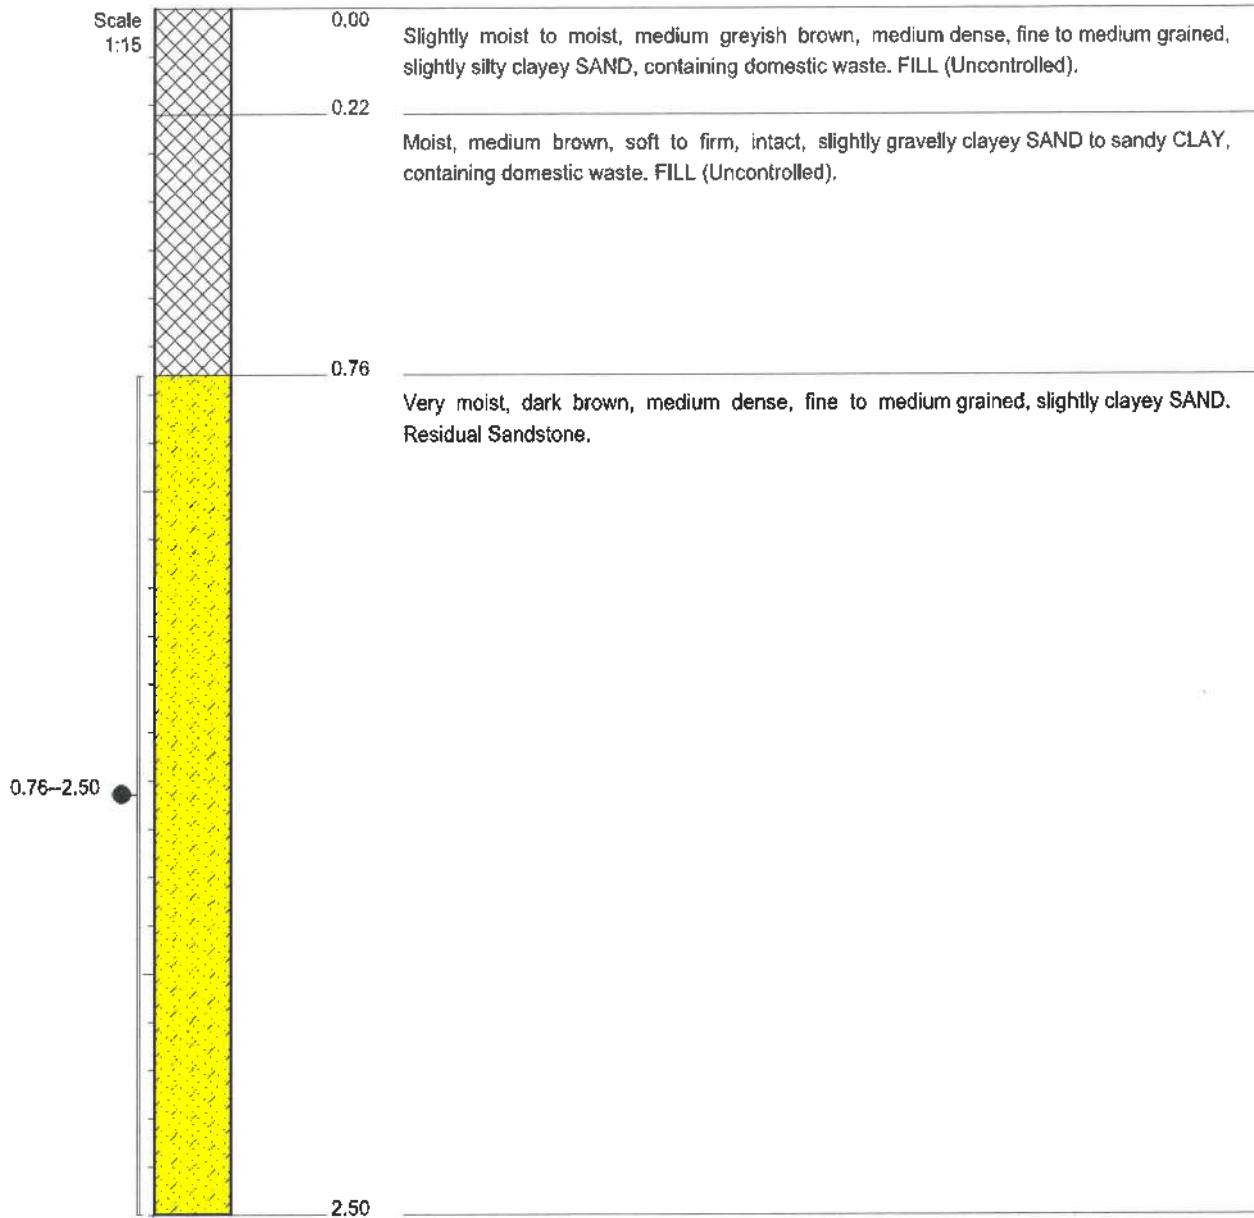 Scale
1:15
0.00
Slightly moist to moist, medium greyish brown, medium dense, fine to medium grained,
slightly silty clayey SAND, containing domestic waste. FILL (Uncontrolled).
0.22
Moist, medium brown, soft to firm, intact, slightly gravelly clayey SAND to sandy CLAY,
containing domestic waste. FILL (Uncontrolled).
0.76
Very moist, dark brown, medium dense, fine to medium grained, slightly clayey SAND.
Residual Sandstone.
0.76--2.50
2.50